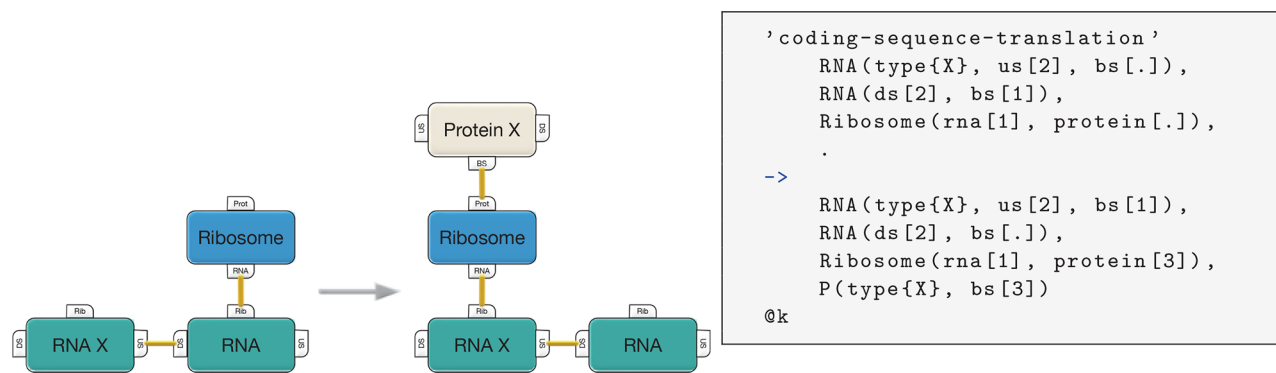 Prot
Ribosome
RNA
Rib
DS
RNA X
US
DS
Rib
RNA
US
US
Protein X
DS
BS
Prot
Ribosome
RNA
Rib
DS
RNA X
US
DS
Rib
RNA
US
’coding-sequence-translation’
RNA(type{X}, us[2], bs[.]),
RNA(ds[2], bs[1]),
Ribosome(rna[1], protein[.]),
.
->
RNA(type{X}, us[2], bs[1]),
RNA(ds[2], bs[.]),
Ribosome(rna[1], protein[3]),
P(type{X}, bs[3])
@k